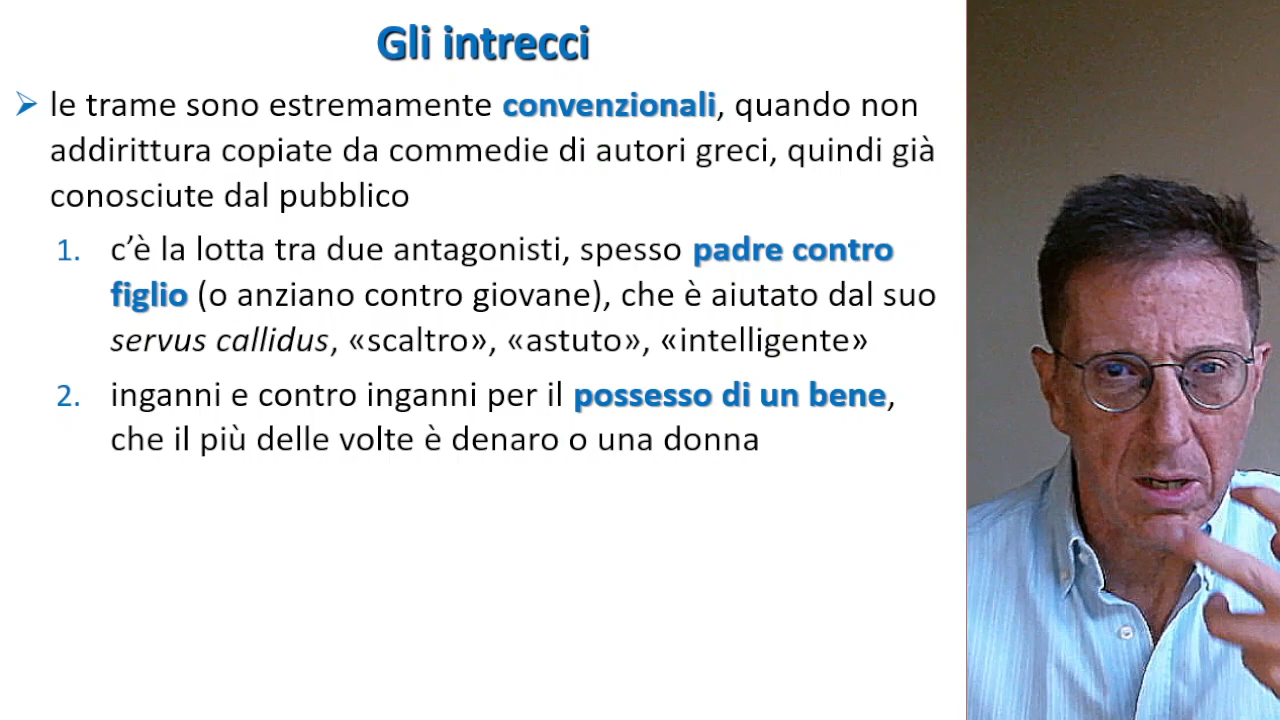 Gli intrecci
➢ le trame sono estremamente convenzionali, quando non
addirittura copiate da commedie di autori greci, quindi già
conosciute dal pubblico
1. c’è la lotta tra due antagonisti, spesso padre contro
figlio (o anziano contro giovane), che è aiutato dal suo
servus callidus, «scaltro», «astuto», «intelligente»
2. inganni e contro inganni per il possesso di un bene,
che il più delle volte è denaro o una donna